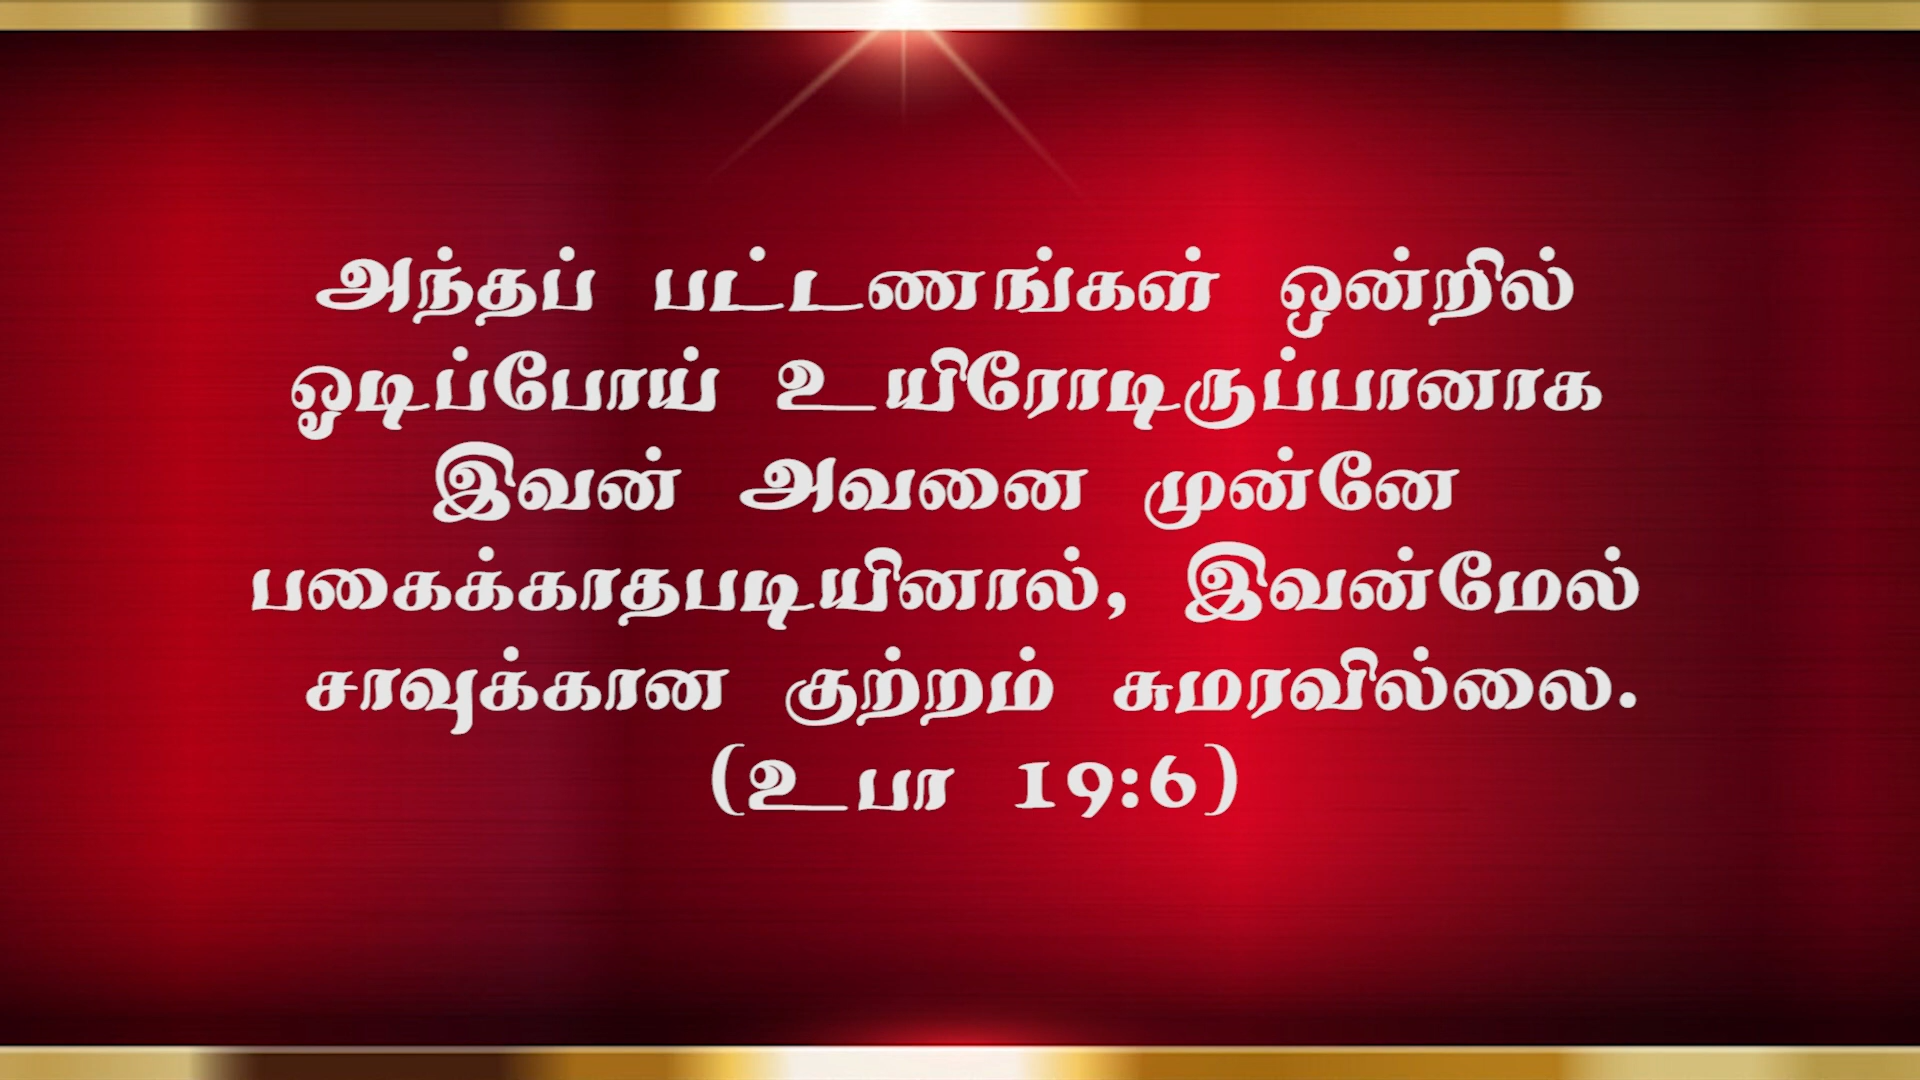 அந்தப் பட்டணங்கள் ஒன்றில்
ஓடிப்போய் உயிரோடிருப்பானாக
இவன் அவனை முன்னே
பகைக்காதபடியினால், இவன்மேல்
சாவுக்கான குற்றம் சுமரவில்லை.
(உபா 19:6)